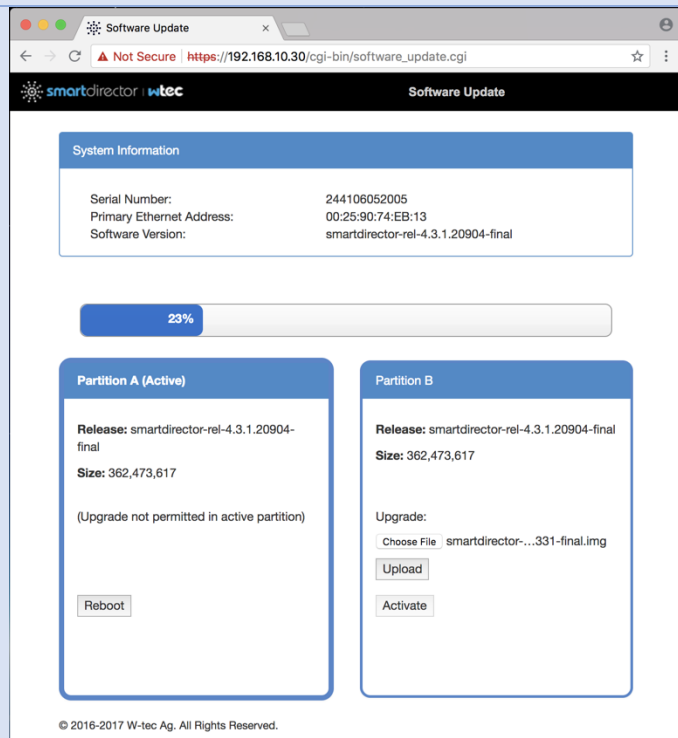 Software Update
Not Secure https://192.168.10.30/cgi-bin/software_update.cgi
smartdirector wtec Software Update
System Information
Serial Number: 244106052005
Primary Ethernet Address: 00:25:90:74:EB:13
Software Version: smartdirector-rel-4.3.1.20904-final
23%
Partition A (Active)
Release: smartdirector-rel-4.3.1.20904-
final
Size: 362,473,617
(Upgrade not permitted in active partition)
Reboot
Partition B
Release: smartdirector-rel-4.3.1.20904-final
Size: 362,473,617
Upgrade:
Choose File smartdirector-...331-final.img
Upload
Activate
© 2016-2017 W-tec Ag. All Rights Reserved.